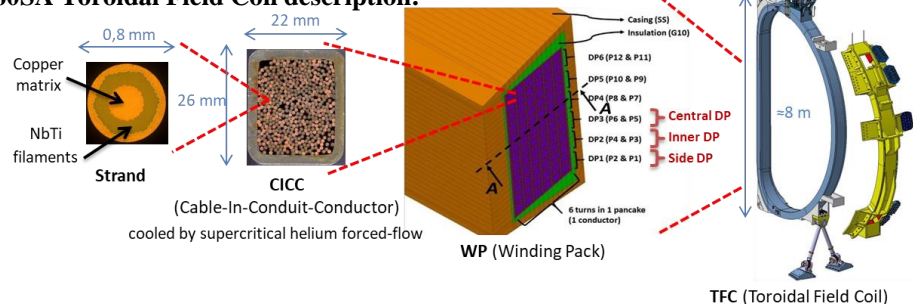 60SA Toroidal Field Coil description:
0,8 mm
22 mm
Copper
matrix
26 mm
NbTi
filaments
Strand
CICC
(Cable-In-Conduit-Conductor)
cooled by supercritical helium forced-flow
Casing (SS)
Insulation (G10)
DP6 (P12 & P11)
DP5 (P10 & P9)
DP4 (P8 & P7)
A
DP3 (P6 & P5)
Central DP
DP2 (P4 & P3)
Inner DP
DP1 (P2 & P1)
Side DP
A
6 turns in 1 pancake
(1 conductor)
WP (Winding Pack)
≈8 m
TFC (Toroidal Field Coil)